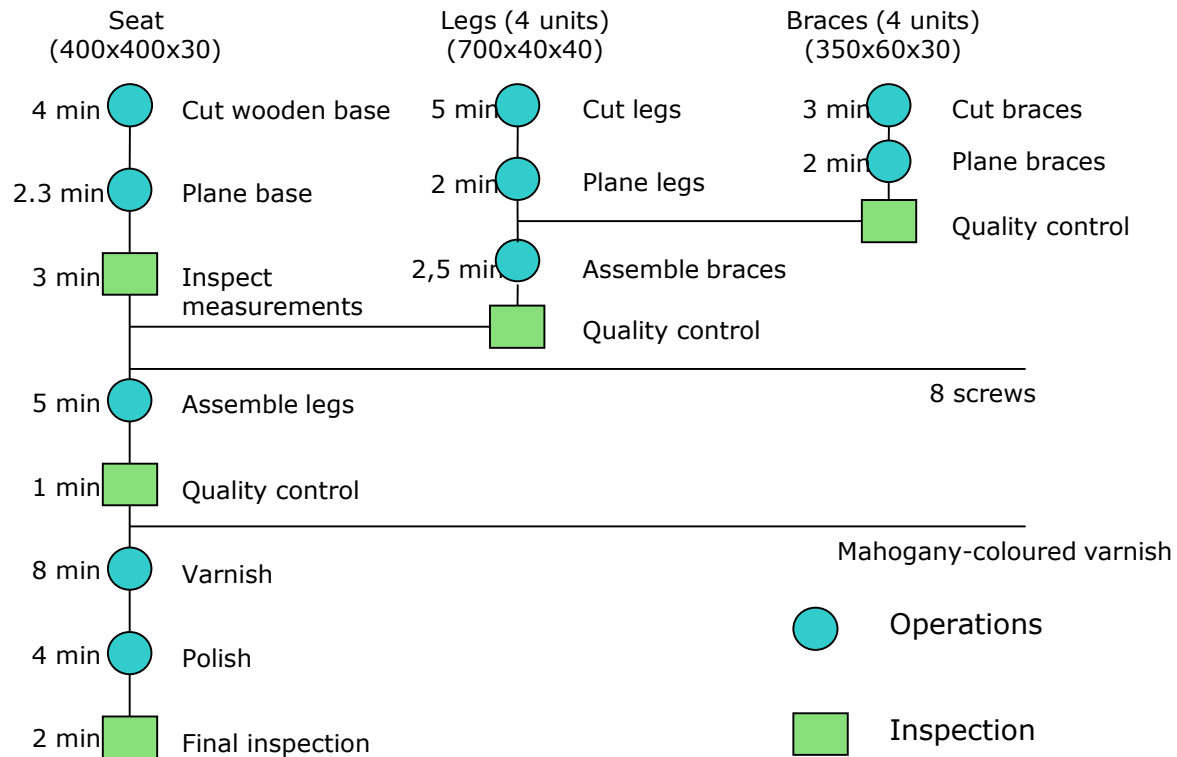 Seat
(400x400x30)
Legs (4 units)
(700x40x40)
Braces (4 units)
(350x60x30)
4 min Cut wooden base
5 min Cut legs
3 min Cut braces
2.3 min Plane base
2 min Plane legs
2 min Plane braces
Quality control
3 min Inspect
measurements
2,5 min Assemble braces
Quality control
8 screws
5 min Assemble legs
1 min Quality control
Mahogany-coloured varnish
8 min Varnish
4 min Polish
2 min Final inspection
Operations
Inspection